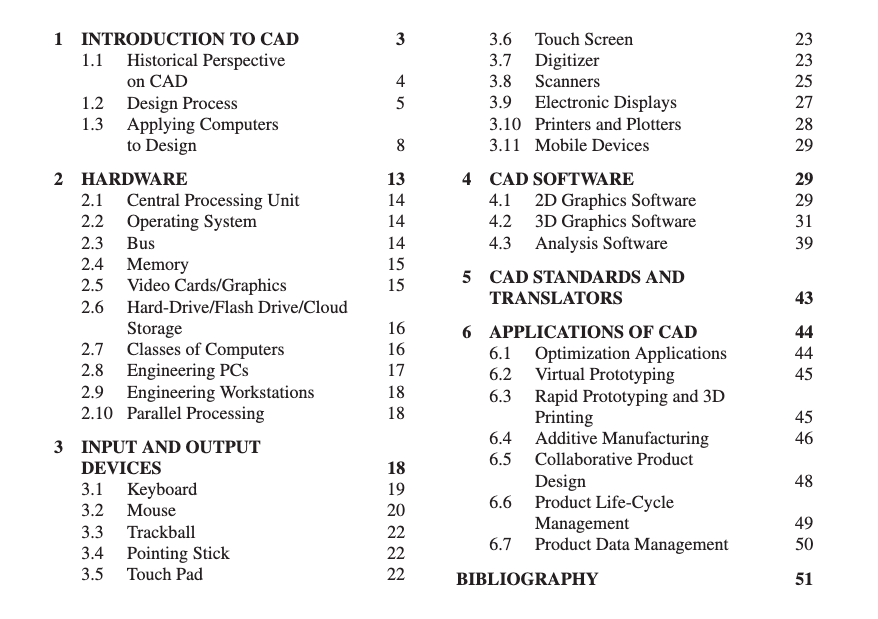 1 INTRODUCTION TO CAD 3
1.1 Historical Perspective
on CAD 4
1.2 Design Process 5
1.3 Applying Computers
to Design 8
2 HARDWARE 13
2.1 Central Processing Unit 14
2.2 Operating System 14
2.3 Bus 14
2.4 Memory 15
2.5 Video Cards/Graphics 15
2.6 Hard-Drive/Flash Drive/Cloud
Storage 16
2.7 Classes of Computers 16
2.8 Engineering PCs 17
2.9 Engineering Workstations 18
2.10 Parallel Processing 18
3 INPUT AND OUTPUT
DEVICES 18
3.1 Keyboard 19
3.2 Mouse 20
3.3 Trackball 22
3.4 Pointing Stick 22
3.5 Touch Pad 22
3.6 Touch Screen 23
3.7 Digitizer 23
3.8 Scanners 25
3.9 Electronic Displays 27
3.10 Printers and Plotters 28
3.11 Mobile Devices 29
4 CAD SOFTWARE 29
4.1 2D Graphics Software 29
4.2 3D Graphics Software 31
4.3 Analysis Software 39
5 CAD STANDARDS AND
TRANSLATORS 43
6 APPLICATIONS OF CAD 44
6.1 Optimization Applications 44
6.2 Virtual Prototyping 45
6.3 Rapid Prototyping and 3D
Printing 45
6.4 Additive Manufacturing 46
6.5 Collaborative Product
Design 48
6.6 Product Life-Cycle
Management 49
6.7 Product Data Management 50
BIBLIOGRAPHY 51